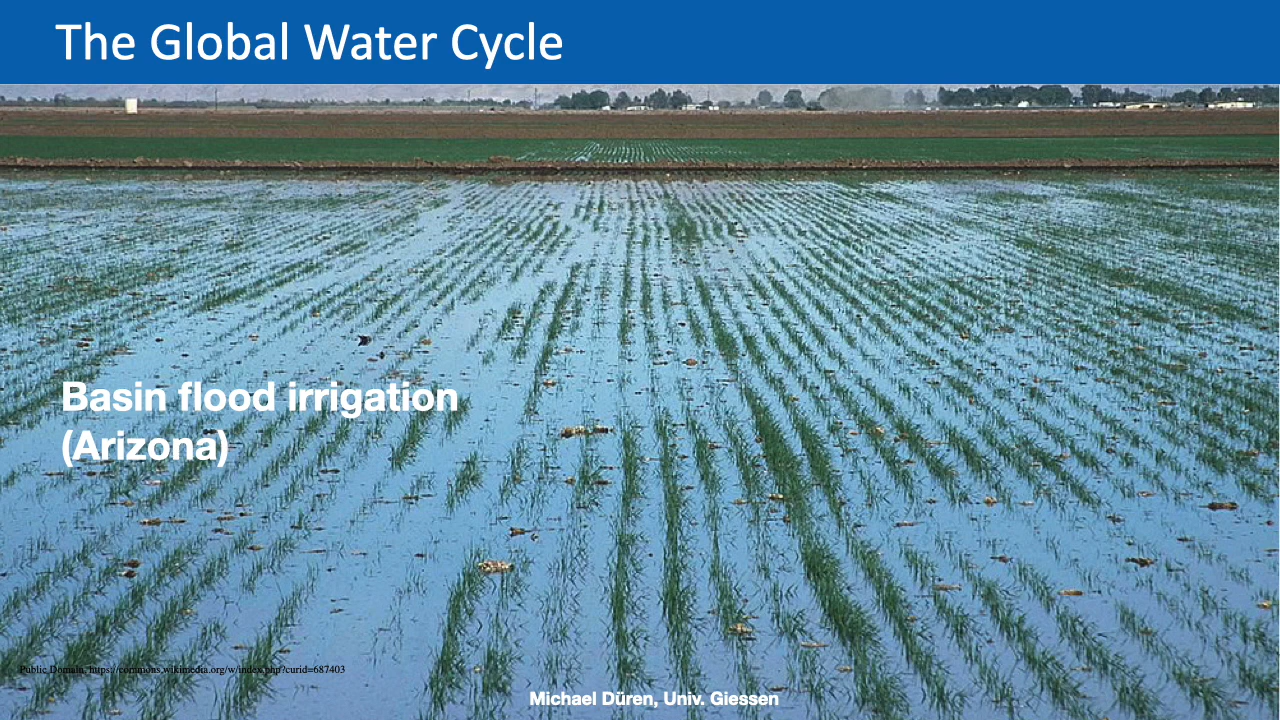 The Global Water Cycle
Basin flood irrigation
(Arizona)
Public Domain, https://commons.wikimedia.org/w/index.php?curid=687403
Michael Düren, Univ. Giessen